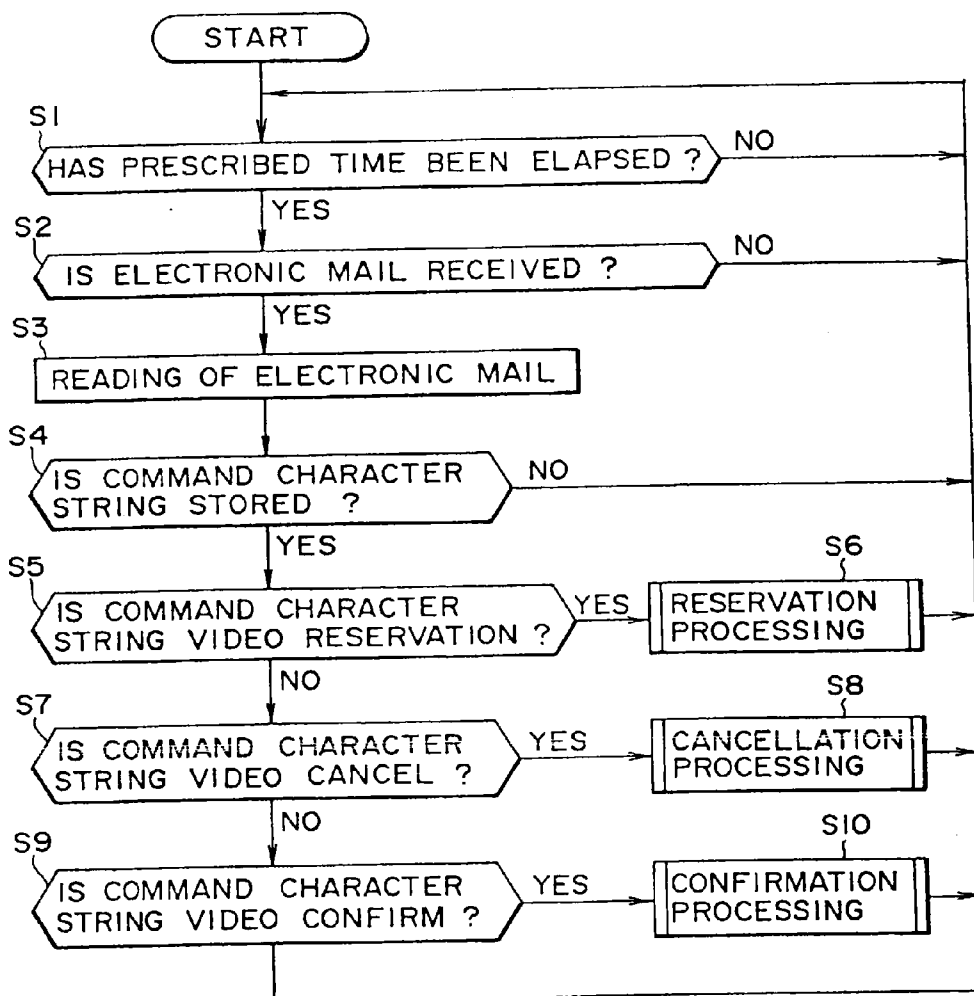 START
S1
HAS PRESCRIBED TIME BEEN ELAPSED ?
NO
YES
S2
IS ELECTRONIC MAIL RECEIVED ?
NO
YES
S3
READING OF ELECTRONIC MAIL
S4
IS COMMAND CHARACTER
STRING STORED ?
NO
YES
S5
IS COMMAND CHARACTER
STRING VIDEO RESERVATION ?
YES
S6
RESERVATION
PROCESSING
NO
S7
IS COMMAND CHARACTER
STRING VIDEO CANCEL ?
YES
S8
CANCELLATION
PROCESSING
NO
S9
IS COMMAND CHARACTER
STRING VIDEO CONFIRM ?
YES
S10
CONFIRMATION
PROCESSING